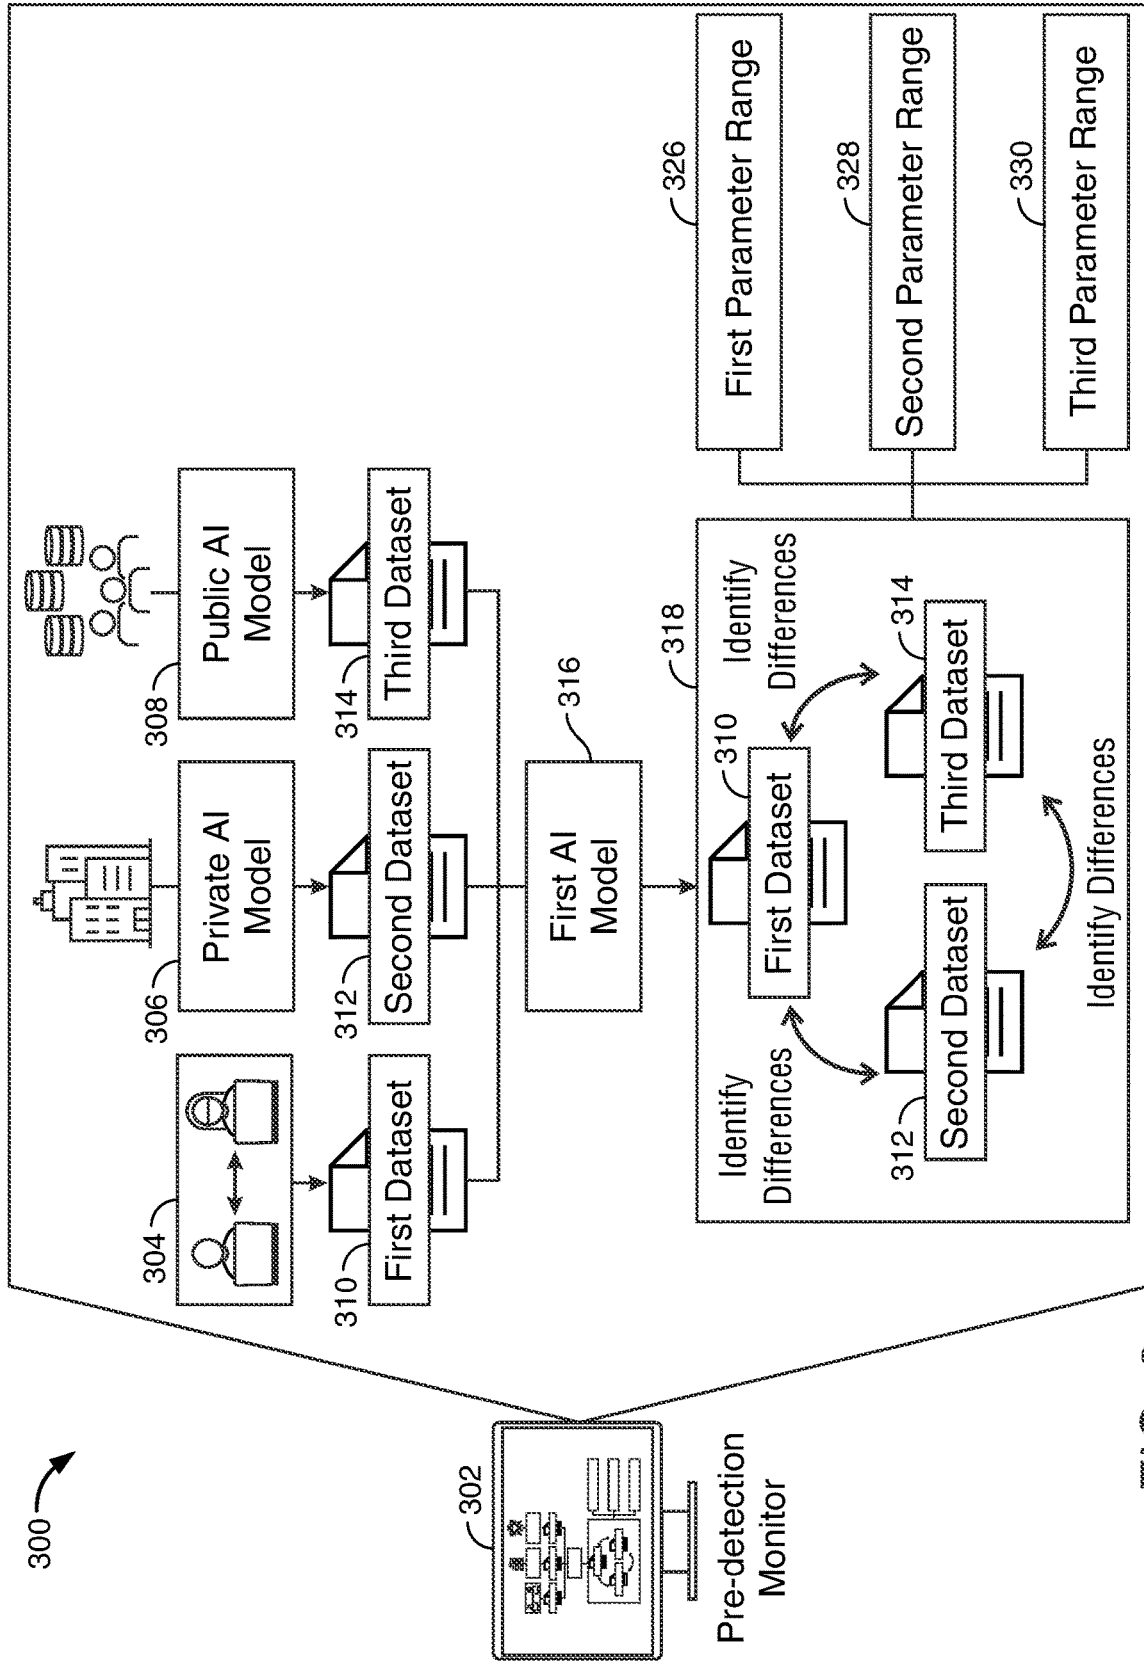 300
302
Pre-detection
Monitor
304
306
Private AI
Model
308
Public AI
Model
310
First Dataset
312
Second Dataset
314
Third Dataset
First AI
Model
316
318
310
First Dataset
Identify
Differences
Identify
Differences
312
Second Dataset
314
Third Dataset
Identify Differences
326
First Parameter Range
328
Second Parameter Range
330
Third Parameter Range